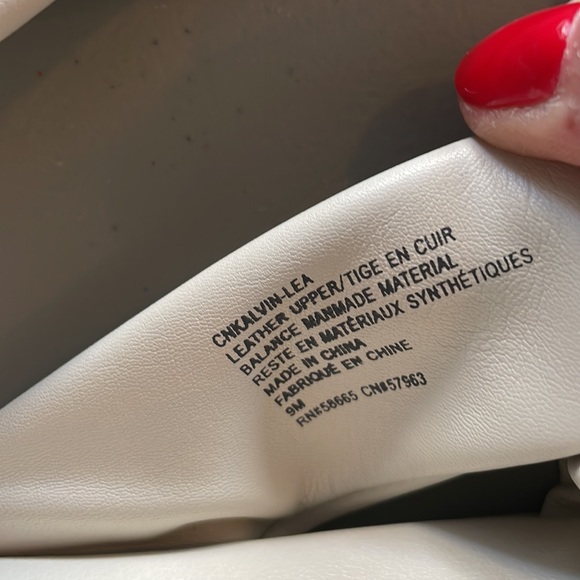 CNKALVIN-LEA
LEATHER UPPER/TIGE EN CUIR
BALANCE MANMADE MATERIAL
RESTE EN MATÉRIAUX SYNTHÉTIQUES
MADE IN CHINA
FABRIQUÉ EN CHINE
9M
RN#58665 CN#57963